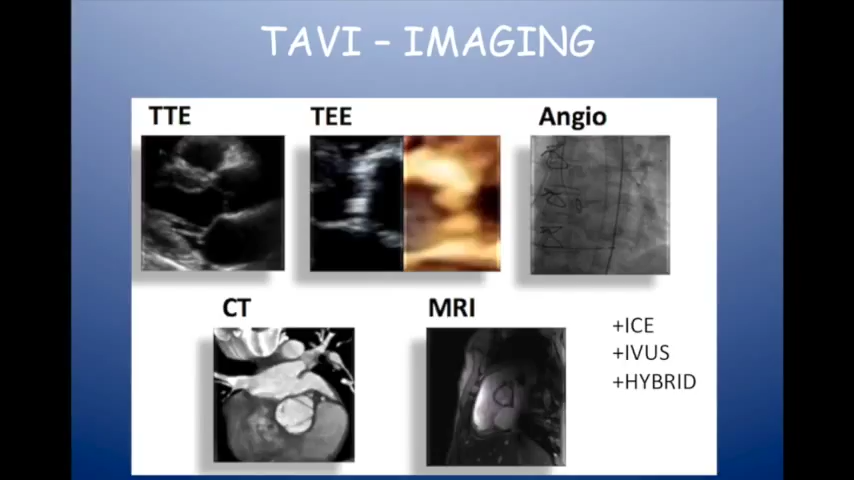 TAVI – IMAGING
TTE
TEE
Angio
CT
MRI
+ICE
+IVUS
+HYBRID